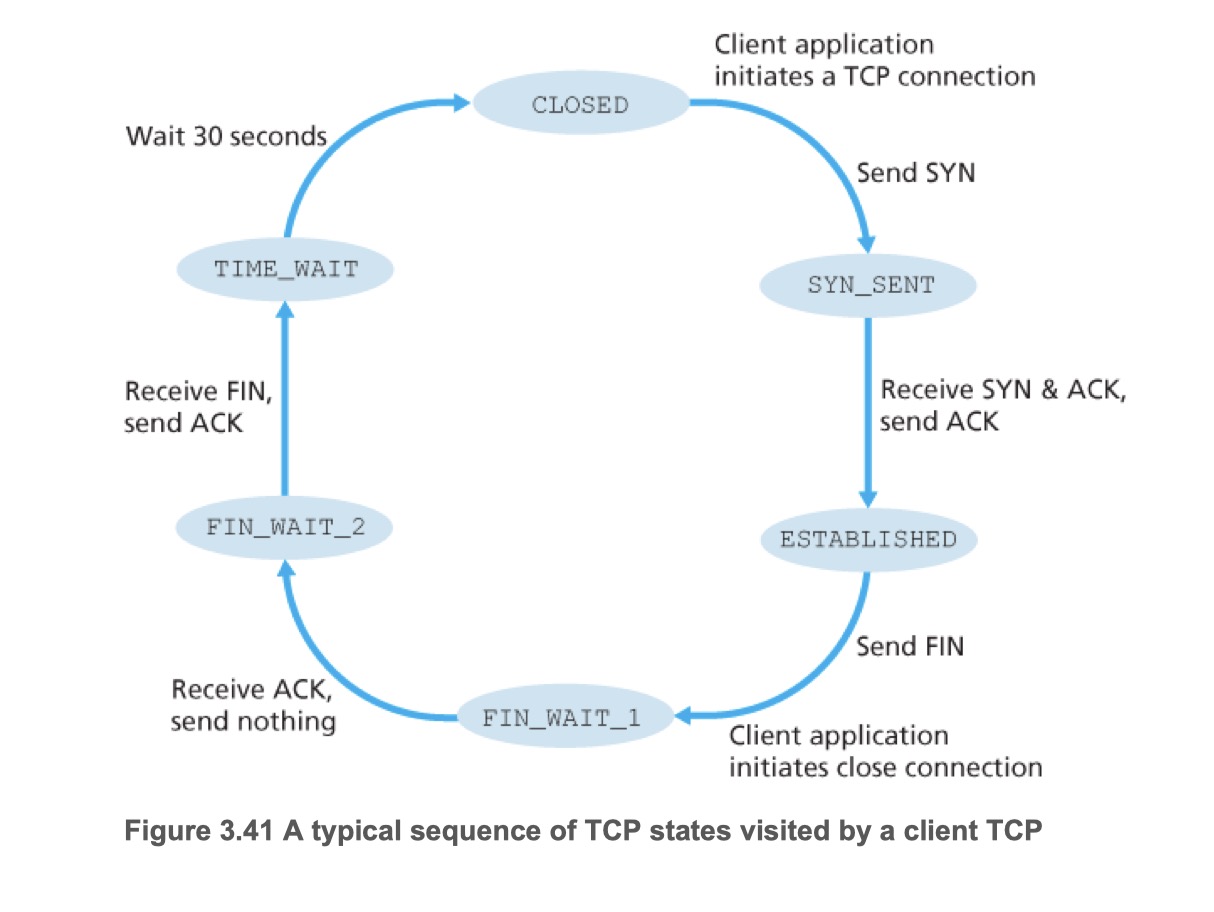 Client application
initiates a TCP connection
CLOSED
Wait 30 seconds
Send SYN
TIME_WAIT
SYN_SENT
Receive FIN,
send ACK
Receive SYN & ACK,
send ACK
FIN_WAIT_2
ESTABLISHED
Send FIN
Receive ACK,
send nothing
FIN_WAIT_1
Client application
initiates close connection
Figure 3.41 A typical sequence of TCP states visited by a client TCP